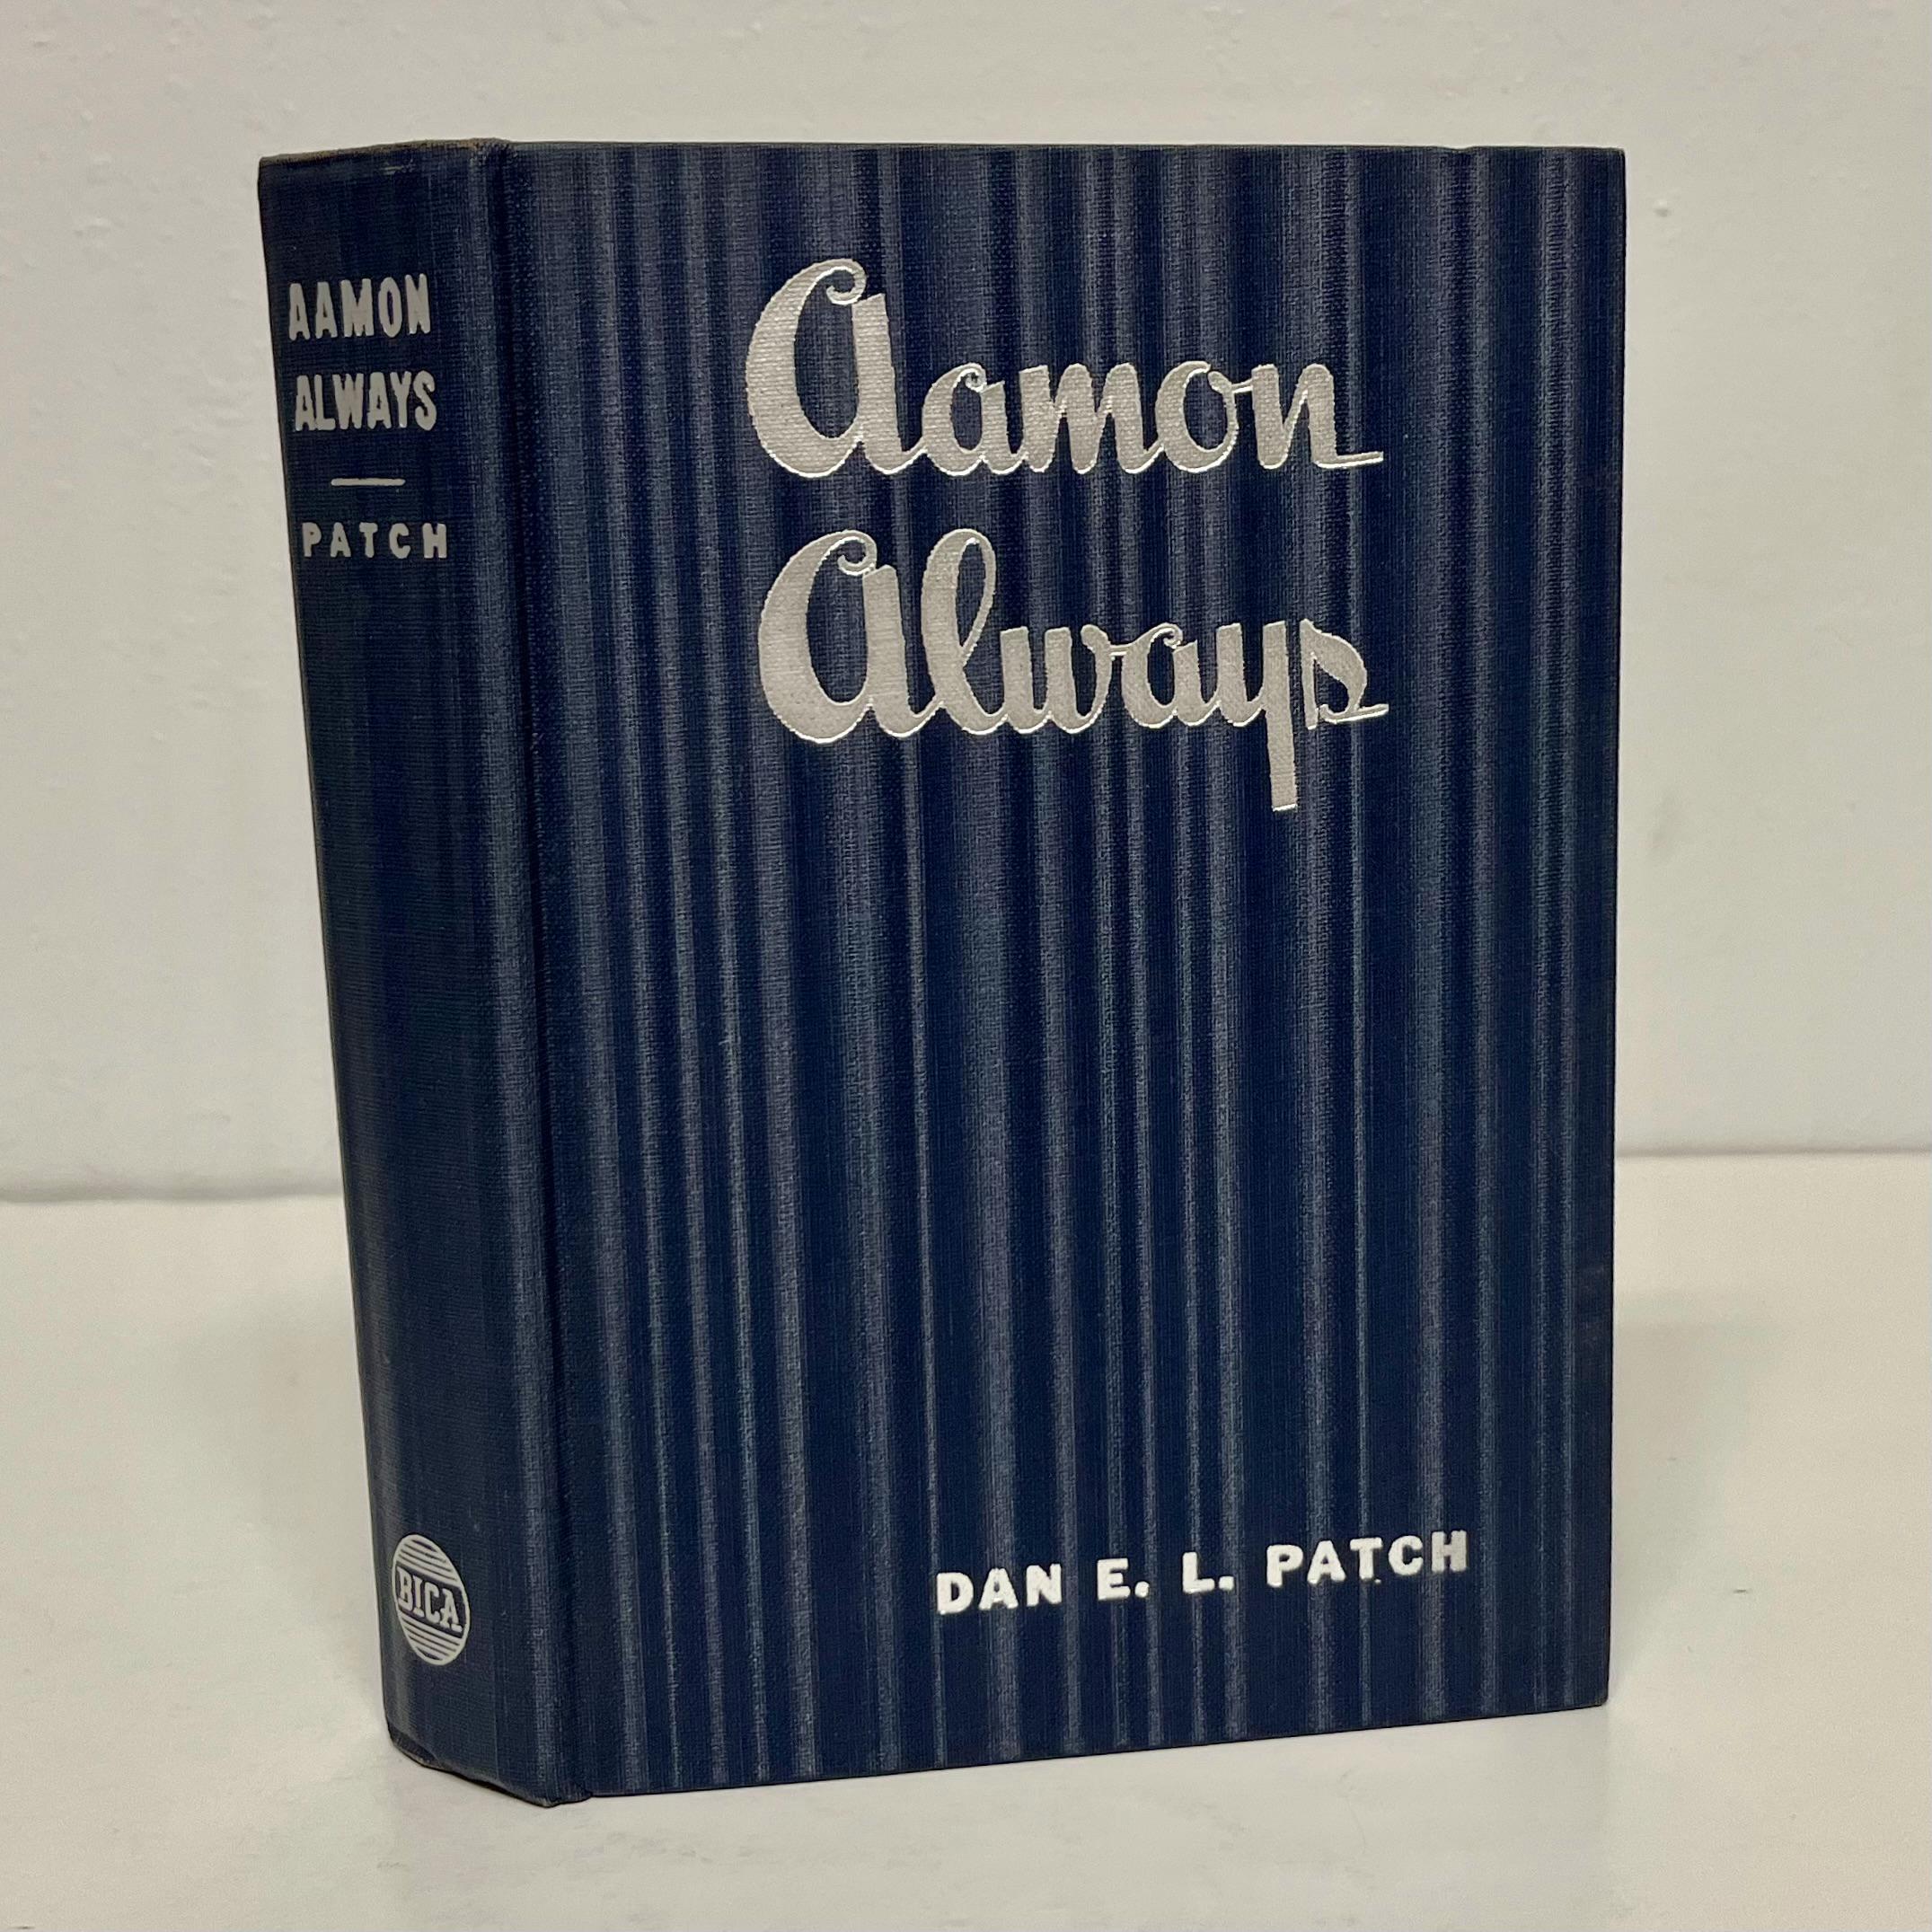 AAMON
ALWAYS
PATCH
BICA
Aamon
Always
DAN E. L. PATCH